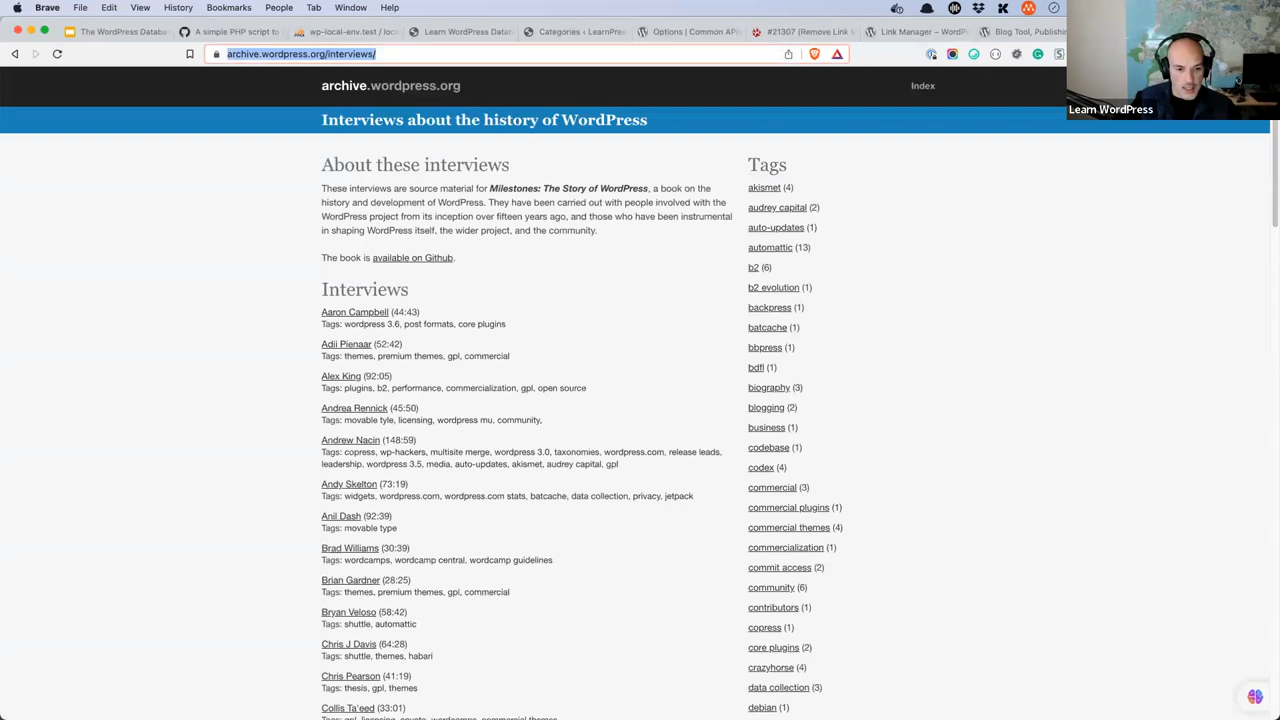 Brave File Edit View History Bookmarks People
The WordPress Databa
A simple PHP script to
wp-local-env.test / loca
Learn WordPress Data
Categories ‹ LearnPres
Options | Common APIs
#21307 (Remove Link M
Link Manager – WordPr
Blog Tool, Publishing
archive.wordpress.org/interviews/
Learn WordPress
archive.wordpress.org
Index
Interviews about the history of WordPress
About these interviews
These interviews are source material for Milestones: The Story of WordPress, a book on the
history and development of WordPress. They have been carried out with people involved with the
WordPress project from its inception over fifteen years ago, and those who have been instrumental
in shaping WordPress itself, the wider project, and the community.
The book is available on Github.
Interviews
Aaron Campbell (44:43)
Tags: wordpress 3.6, post formats, core plugins
Adii Pienaar (52:42)
Tags: themes, premium themes, gpl, commercial
Alex King (92:05)
Tags: plugins, b2, performance, commercialization, gpl, open source
Andrea Rennick (45:50)
Tags: movable tyle, licensing, wordpress mu, community,
Andrew Nacin (148:59)
Tags: copress, wp-hackers, multisite merge, wordpress 3.0, taxonomies, wordpress.com, release leads,
leadership, wordpress 3.5, media, auto-updates, akismet, audrey capital, gpl
Andy Skelton (73:19)
Tags: widgets, wordpress.com, wordpress.com stats, batcache, data collection, privacy, jetpack
Anil Dash (92:39)
Tags: movable type
Brad Williams (30:39)
Tags: wordcamps, wordcamp central, wordcamp guidelines
Brian Gardner (28:25)
Tags: themes, premium themes, gpl, commercial
Bryan Veloso (58:42)
Tags: shuttle, automattic
Chris J Davis (64:28)
Tags: shuttle, themes, habari
Chris Pearson (41:19)
Tags: thesis, gpl, themes
Collis Ta'eed (33:01)
Tags: gpl, licensing, envato, wordcamps, commercial themes
Tags
akismet (4)
audrey capital (2)
auto-updates (1)
automattic (13)
b2 (6)
b2 evolution (1)
backpress (1)
batcache (1)
bbpress (1)
bdfl (1)
biography (3)
blogging (2)
business (1)
codebase (1)
codex (4)
commercial (3)
commercial plugins (1)
commercial themes (4)
commercialization (1)
commit access (2)
community (6)
contributors (1)
copress (1)
core plugins (2)
crazyhorse (4)
data collection (3)
debian (1)